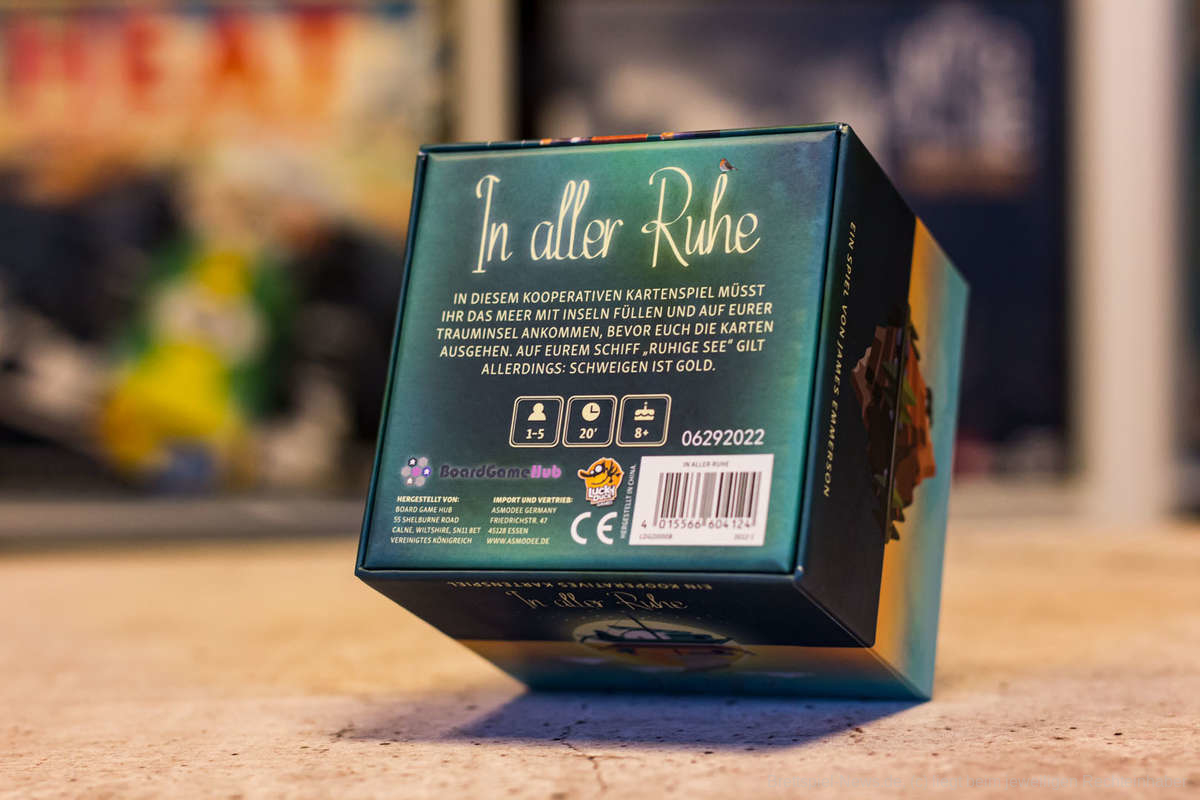 HEAT
In aller Ruhe
IN DIESEM KOOPERATIVEN KARTENSPIEL MÜSST
IHR DAS MEER MIT INSELN FÜLLEN UND AUF EURER
TRAUMINSEL ANKOMMEN, BEVOR EUCH DIE KARTEN
AUSGEHEN. AUF EUREM SCHIFF „RUHIGE SEE“ GILT
ALLERDINGS: SCHWEIGEN IST GOLD.
1-5
20'
8+
06292022
BoardGameHub
LUCKY DUCK
HERGESTELLT VON:
BOARD GAME HUB
55 SHELBURNE ROAD
CALNE, WILTSHIRE, SN11 8ET
VEREINIGTES KÖNIGREICH
IMPORT UND VERTRIEB:
ASMODEE GERMANY
FRIEDRICHSTR. 47
45128 ESSEN
WWW.ASMODEE.DE
CE
HERGESTELLT IN CHINA
IN ALLER RUHE
4 015566 604124
EIN SPIEL VON JAMES EMMERSON
EIN KOOPERATIVES KARTENSPIEL
In aller Ruhe